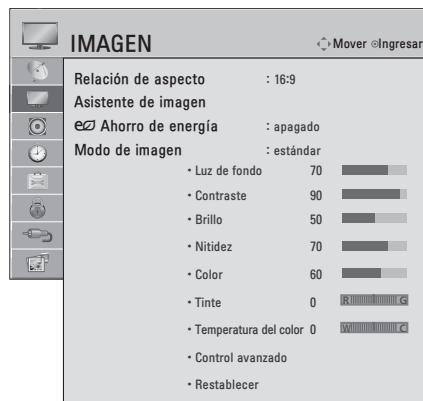 IMAGEN Mover Ingresar
Relación de aspecto : 16:9
Asistente de imagen
Ahorro de energía : apagado
Modo de imagen : estándar
• Luz de fondo 70
• Contraste 90
• Brillo 50
• Nitidez 70
• Color 60
• Tinte 0 R G
• Temperatura del color 0 W C
• Control avanzado
• Restablecer